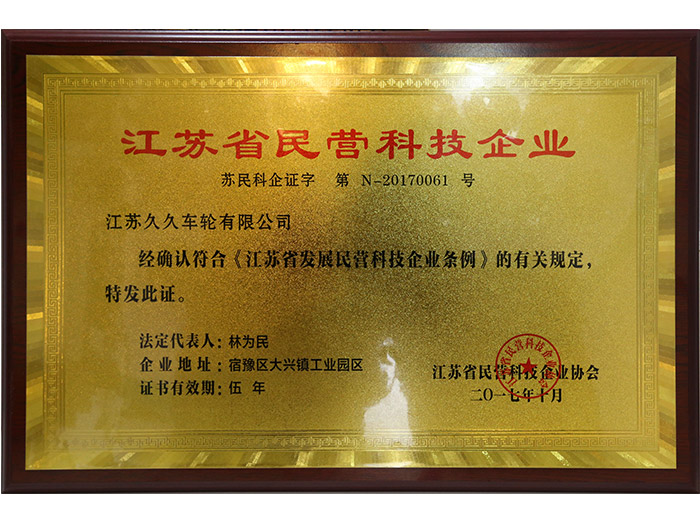 江苏省民营科技企业
苏民科企证字 第 N-20170061 号
江苏久久车轮有限公司
经确认符合《江苏省发展民营科技企业条例》的有关规定,
特发此证。
法定代表人:林为民
企业地址:宿豫区大兴镇工业园区
证书有效期:伍年
江苏省民营科技企业协会
二〇一七年十月